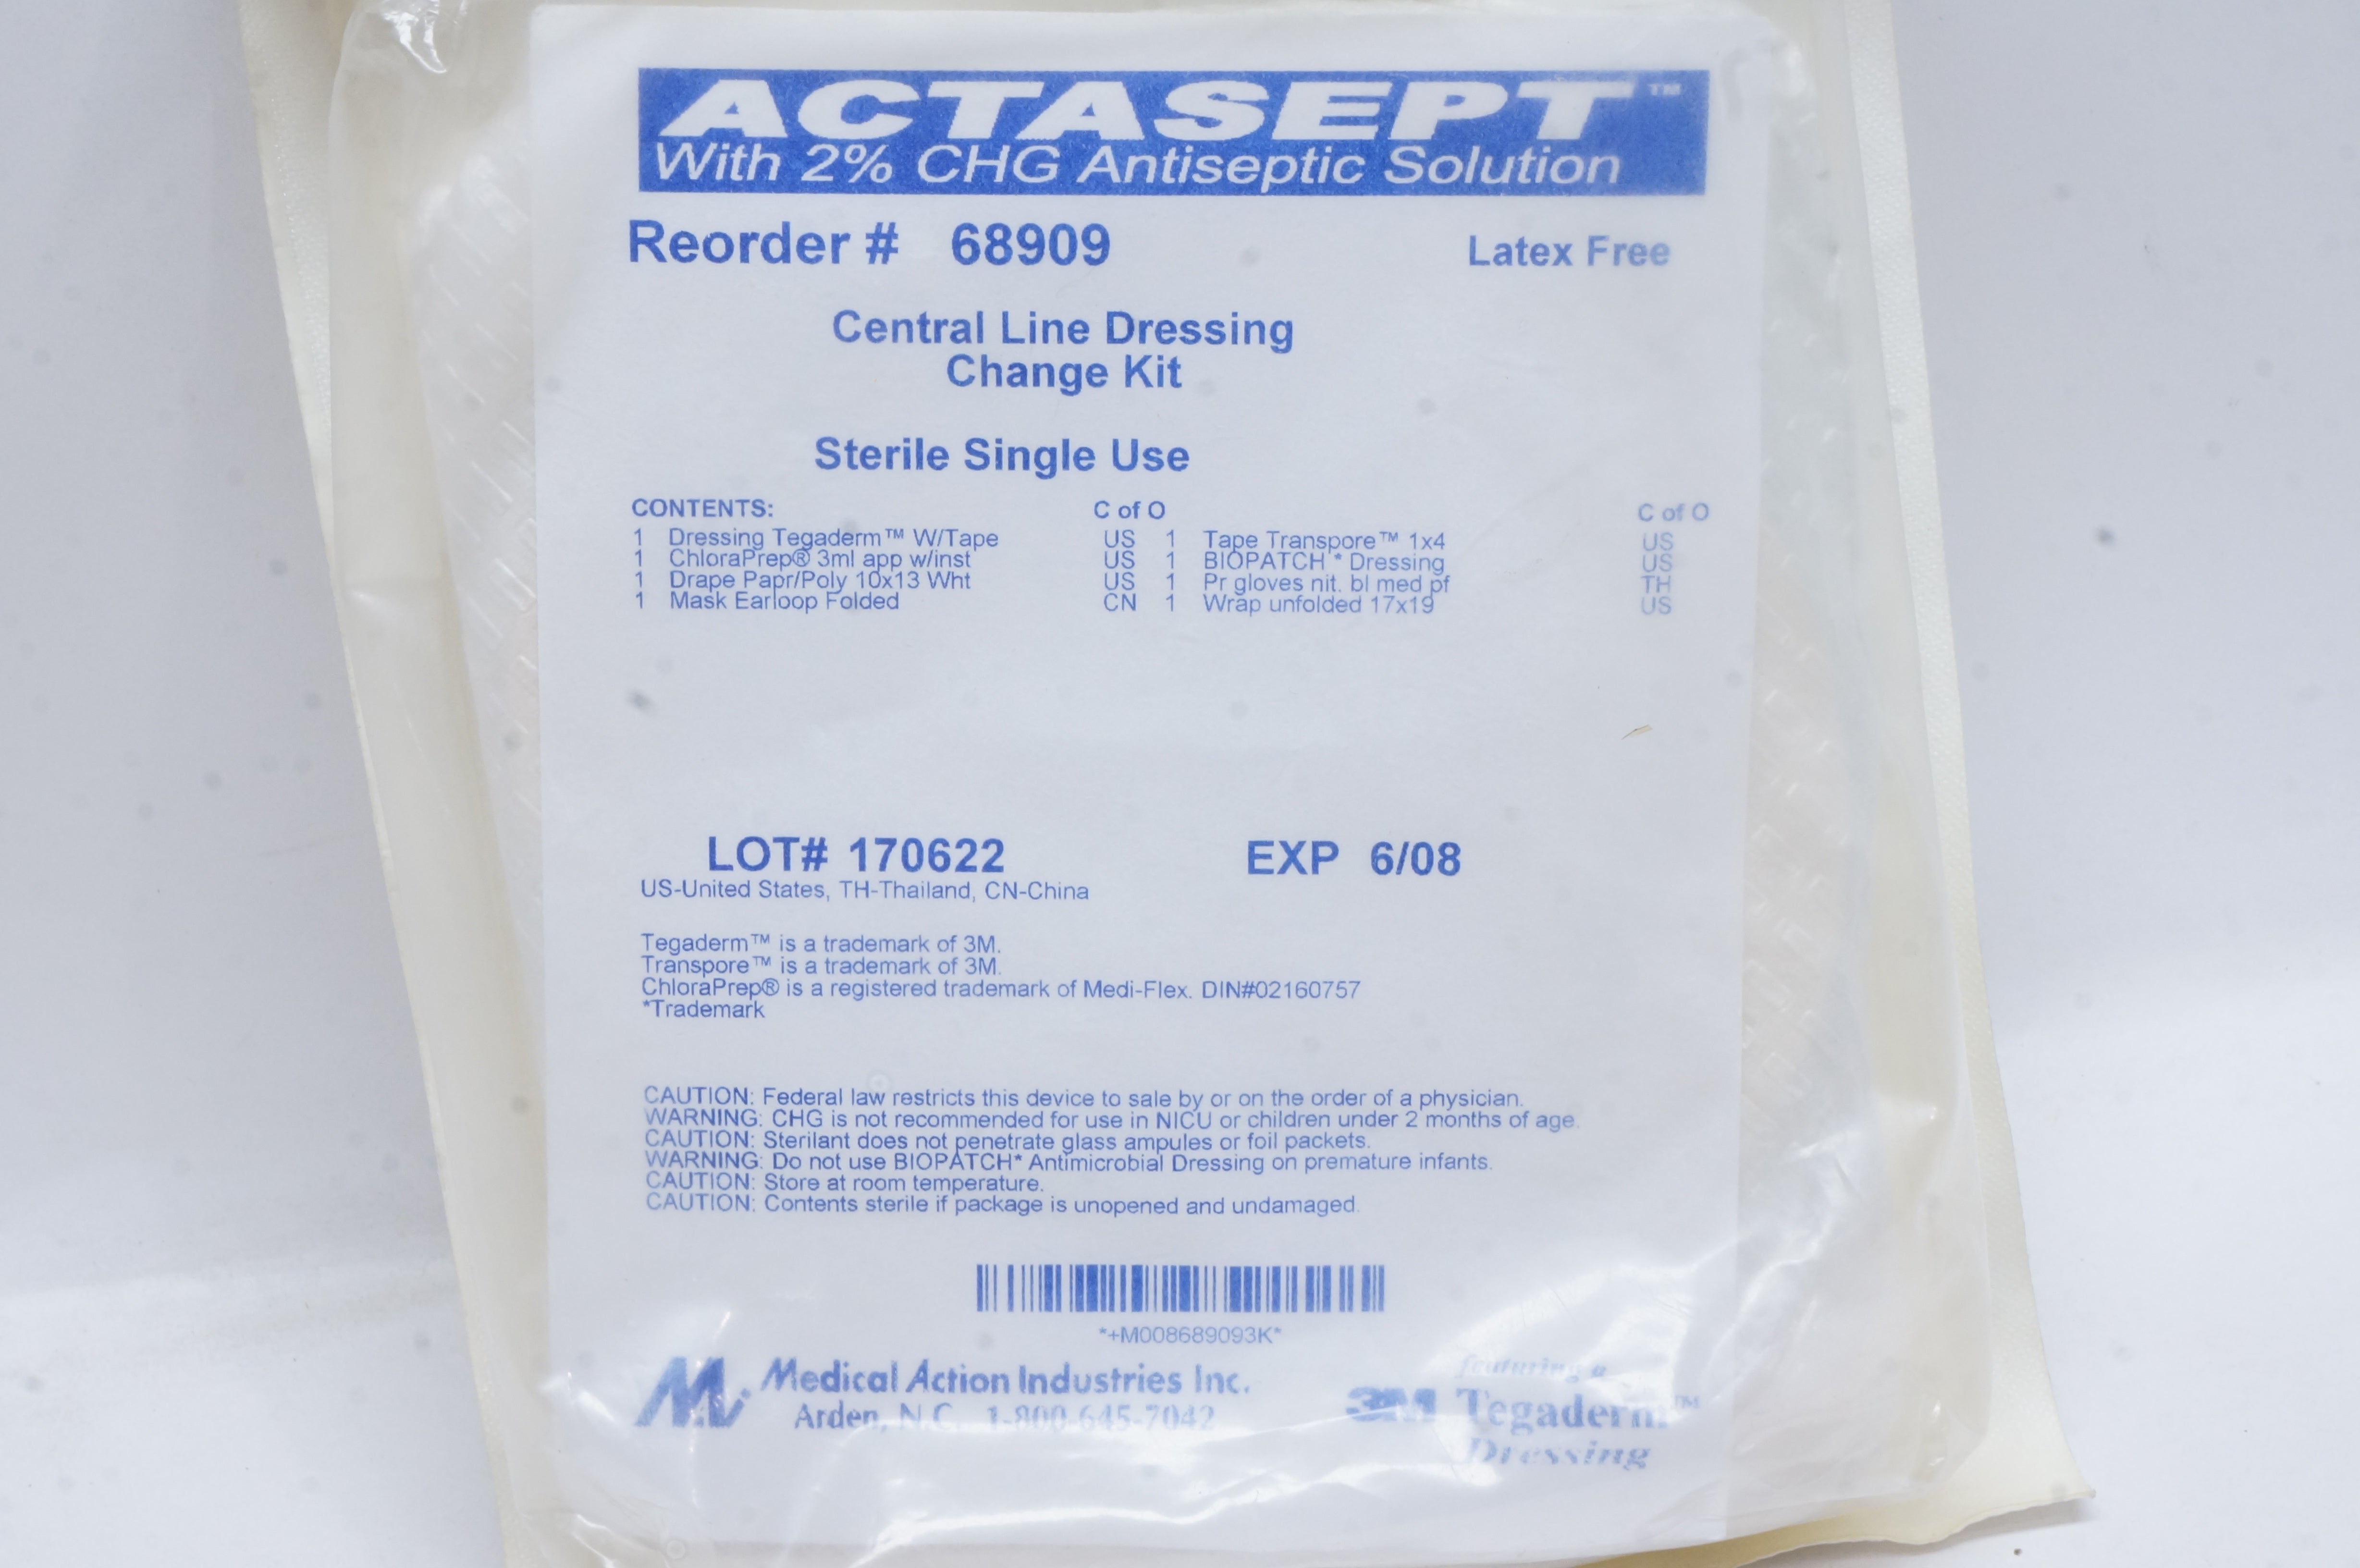 ACTASEPT™
With 2% CHG Antiseptic Solution
Reorder # 68909 Latex Free
Central Line Dressing
Change Kit
Sterile Single Use
CONTENTS: C of O C of O
1 Dressing Tegaderm™ W/Tape US 1 Tape Transpore™ 1x4 US
1 ChloraPrep® 3ml app w/inst US 1 BIOPATCH * Dressing US
1 Drape Papr/Poly 10x13 Wht US 1 Pr gloves nit. bl med pf TH
1 Mask Earloop Folded CN 1 Wrap unfolded 17x19 US
LOT# 170622 EXP 6/08
US-United States, TH-Thailand, CN-China
Tegaderm™ is a trademark of 3M.
Transpore™ is a trademark of 3M.
ChloraPrep® is a registered trademark of Medi-Flex. DIN#02160757
*Trademark
CAUTION: Federal law restricts this device to sale by or on the order of a physician.
WARNING: CHG is not recommended for use in NICU or children under 2 months of age.
CAUTION: Sterilant does not penetrate glass ampules or foil packets.
WARNING: Do not use BIOPATCH* Antimicrobial Dressing on premature infants.
CAUTION: Store at room temperature.
CAUTION: Contents sterile if package is unopened and undamaged.
*+M008689093K*
Medical Action Industries Inc.
Arden, N.C. 1-800-645-7042
featuring a
3M Tegaderm™
Dressing